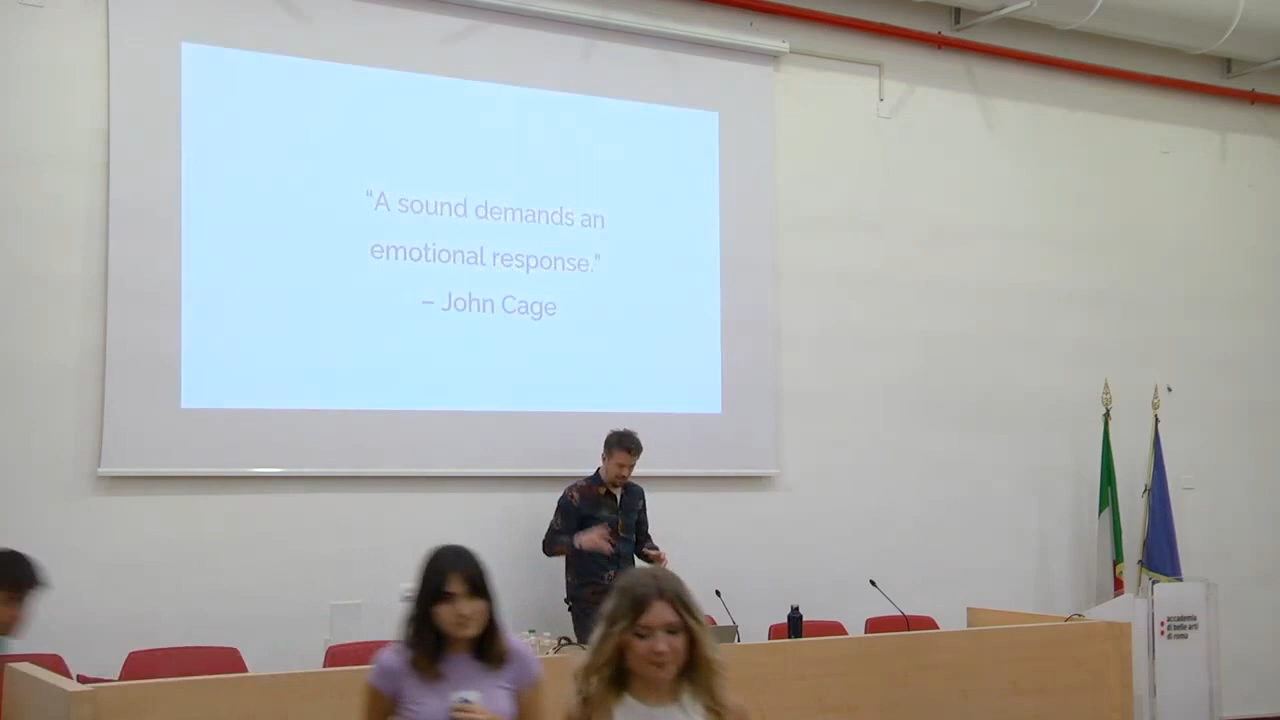 "A sound demands an
emotional response."
– John Cage
accademia
di belle arti
di roma